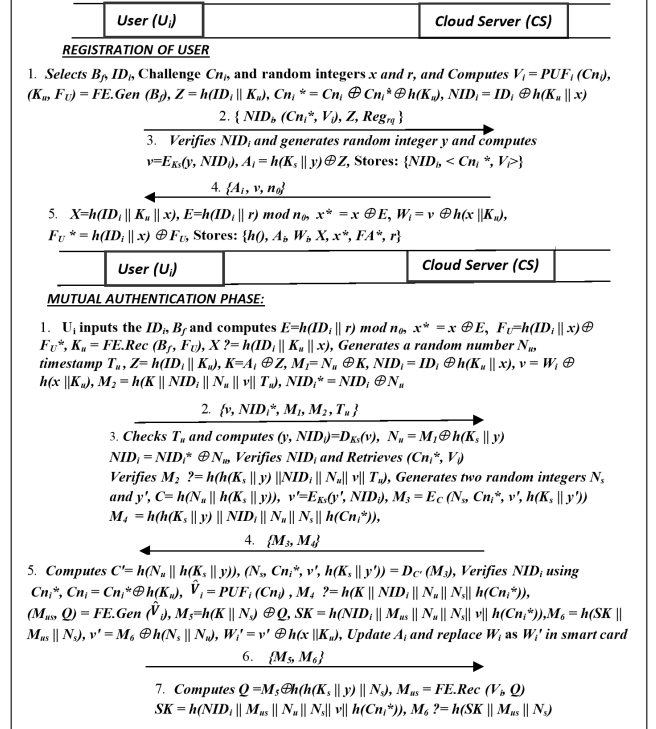 User (Ui) Cloud Server (CS)
REGISTRATION OF USER
1. Selects Bf, IDi, Challenge Cni, and random integers x and r, and Computes Vi = PUFi (Cni),
(Ku, FU) = FE.Gen (Bf), Z = h(IDi || Ku), Cni * = Cni ⊕ Cni*⊕h(Ku), NIDi = IDi ⊕h(Ku || x)
2. { NIDi, (Cni*, Vi), Z, Regrq }
3. Verifies NIDi and generates random integer y and computes
v=EKs(y, NIDi), Ai = h(Ks || y)⊕Z, Stores: {NIDi, < Cni *, Vi>}
4. {Ai , v, n0}
5. X=h(IDi || Ku || x), E=h(IDi || r) mod n0, x* = x ⊕E, Wi = v ⊕h(x ||Ku),
FU * = h(IDi || x) ⊕FU, Stores: {h(), Ai, Wi, X, x*, FA*, r}
User (Ui) Cloud Server (CS)
MUTUAL AUTHENTICATION PHASE:
1. Ui inputs the IDi, Bf and computes E=h(IDi || r) mod n0, x* = x ⊕E, FU=h(IDi || x)⊕
FU*, Ku = FE.Rec (Bf , FU), X ?= h(IDi || Ku || x), Generates a random number Nu,
timestamp Tu , Z= h(IDi || Ku), K=Ai ⊕Z, M1= Nu ⊕K, NIDi = IDi ⊕h(Ku || x), v = Wi ⊕
h(x ||Ku), M2 = h(K || NIDi || Nu || v|| Tu), NIDi* = NIDi ⊕Nu
2. {v, NIDi*, M1, M2 , Tu }
3. Checks Tu and computes (y, NIDi)=DKs(v), Nu = M1⊕h(Ks || y)
NIDi = NIDi* ⊕Nu, Verifies NIDi and Retrieves (Cni*, Vi)
Verifies M2 ?= h(h(Ks || y) ||NIDi || Nu|| v|| Tu), Generates two random integers Ns
and y', C= h(Nu || h(Ks || y)), v'=EKs(y', NIDi), M3 = EC (Ns, Cni*, v', h(Ks || y'))
M4 = h(h(Ks || y) || NIDi || Nu || Ns || h(Cni*)),
4. {M3, M4}
5. Computes C'= h(Nu || h(Ks || y)), (Ns, Cni*, v', h(Ks || y')) = DC' (M3), Verifies NIDi using
Cni*, Cni = Cni*⊕h(Ku), V̂i = PUFi (Cni) , M4 ?= h(K || NIDi || Nu || Ns|| h(Cni*)),
(Mus, Q) = FE.Gen (V̂i), M5=h(K || Ns) ⊕Q, SK = h(NIDi || Mus || Nu || Ns|| v|| h(Cni*)),M6 = h(SK ||
Mus || Ns), v' = M6 ⊕h(Ns || Nu), Wi' = v' ⊕h(x ||Ku), Update Ai and replace Wi as Wi' in smart card
6. {M5, M6}
7. Computes Q =M5⊕h(h(Ks || y) || Ns), Mus = FE.Rec (Vi, Q)
SK = h(NIDi || Mus || Nu || Ns|| v|| h(Cni*)), M6 ?= h(SK || Mus || Ns)